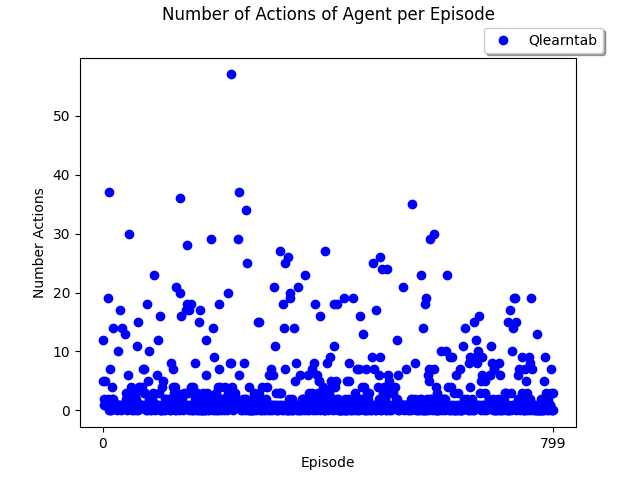 Number of Actions of Agent per Episode
Qlearntab
50
40
30
20
10
0
Number Actions
0 799
Episode